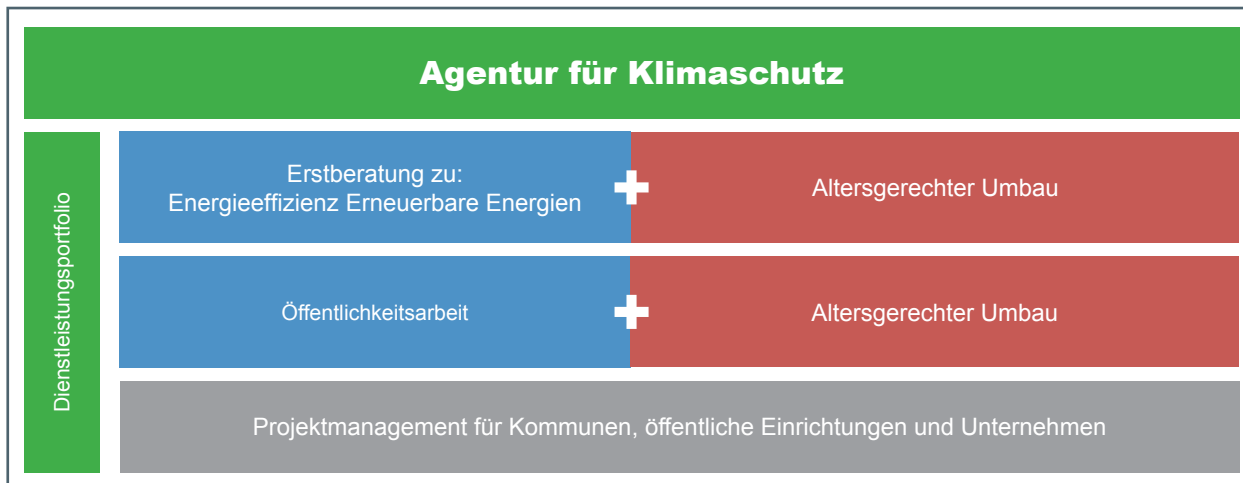 Agentur für Klimaschutz
Dienstleistungsportfolio
Erstberatung zu:
Energieeffizienz Erneuerbare Energien
Altersgerechter Umbau
Öffentlichkeitsarbeit
Altersgerechter Umbau
Projektmanagement für Kommunen, öffentliche Einrichtungen und Unternehmen